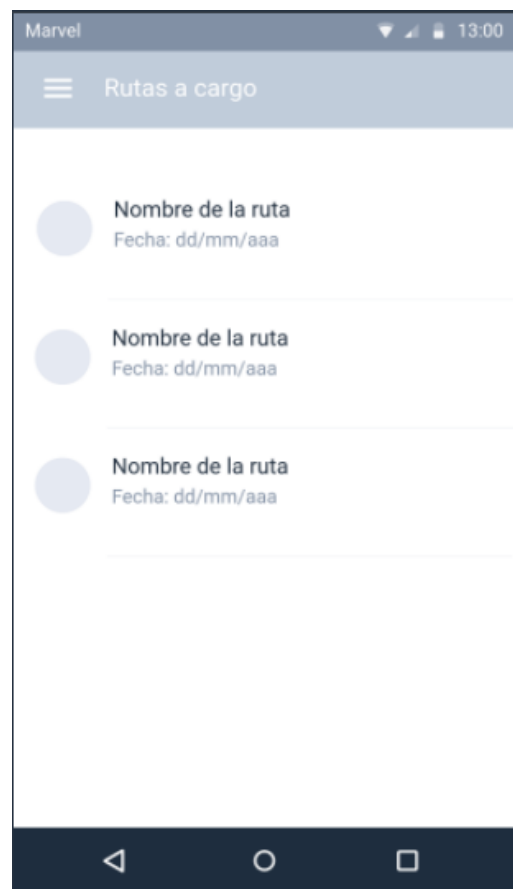 Marvel 13:00
Rutas a cargo
Nombre de la ruta
Fecha: dd/mm/aaa
Nombre de la ruta
Fecha: dd/mm/aaa
Nombre de la ruta
Fecha: dd/mm/aaa